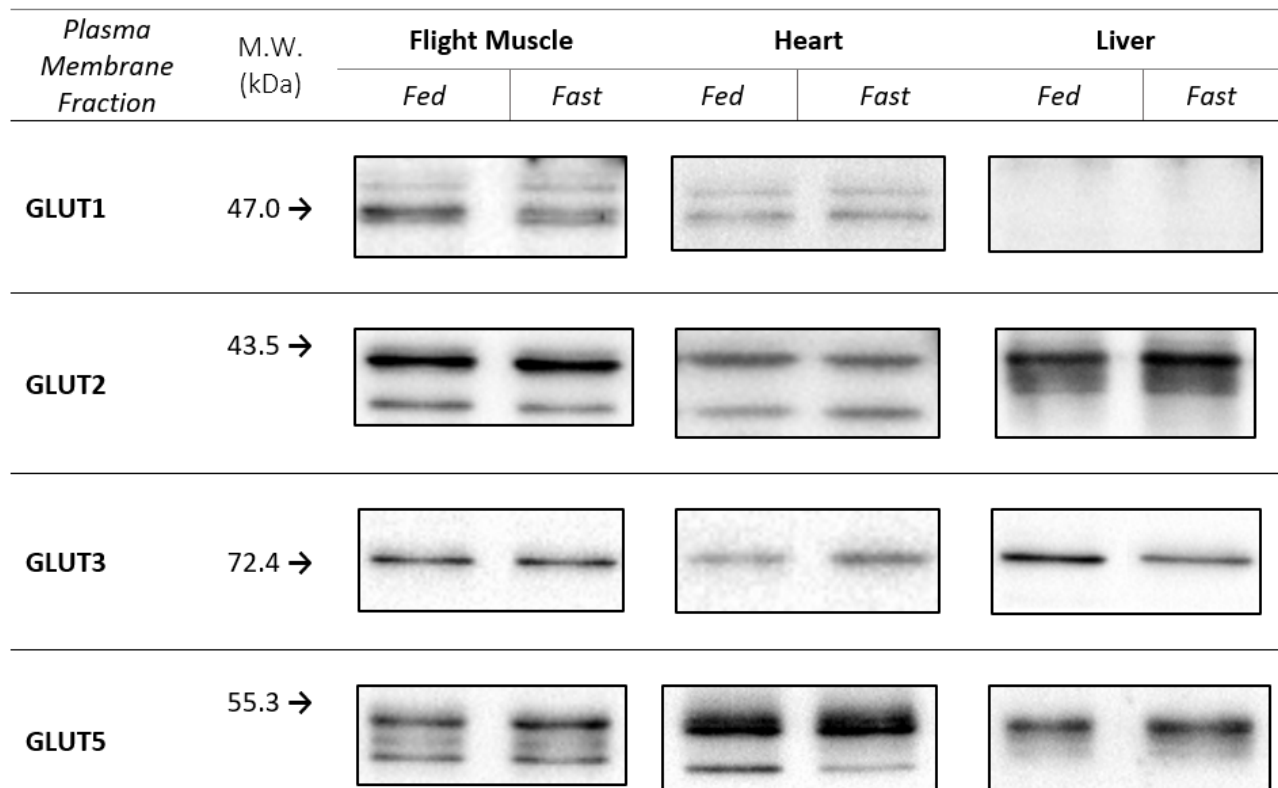 Plasma
Membrane
Fraction
M.W.
(kDa)
Flight Muscle
Heart
Liver
Fed
Fast
Fed
Fast
Fed
Fast
GLUT1
47.0 →
GLUT2
43.5 →
GLUT3
72.4 →
GLUT5
55.3 →